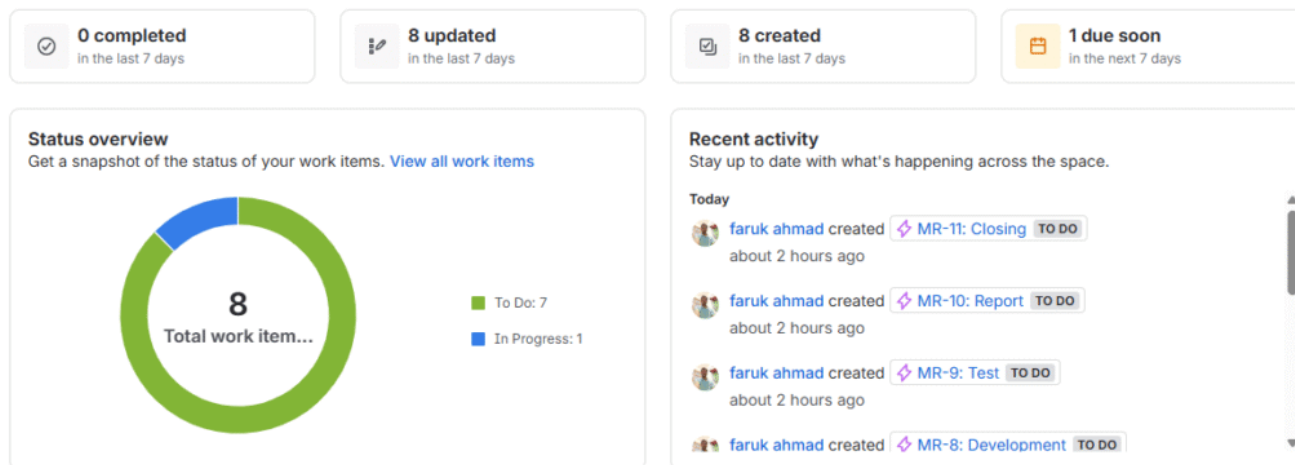 0 completed
in the last 7 days
8 updated
in the last 7 days
8 created
in the last 7 days
1 due soon
in the next 7 days
Status overview
Get a snapshot of the status of your work items. View all work items
8
Total work item...
To Do: 7
In Progress: 1
Recent activity
Stay up to date with what's happening across the space.
Today
faruk ahmad created MR-11: Closing TO DO
about 2 hours ago
faruk ahmad created MR-10: Report TO DO
about 2 hours ago
faruk ahmad created MR-9: Test TO DO
about 2 hours ago
faruk ahmad created MR-8: Development TO DO